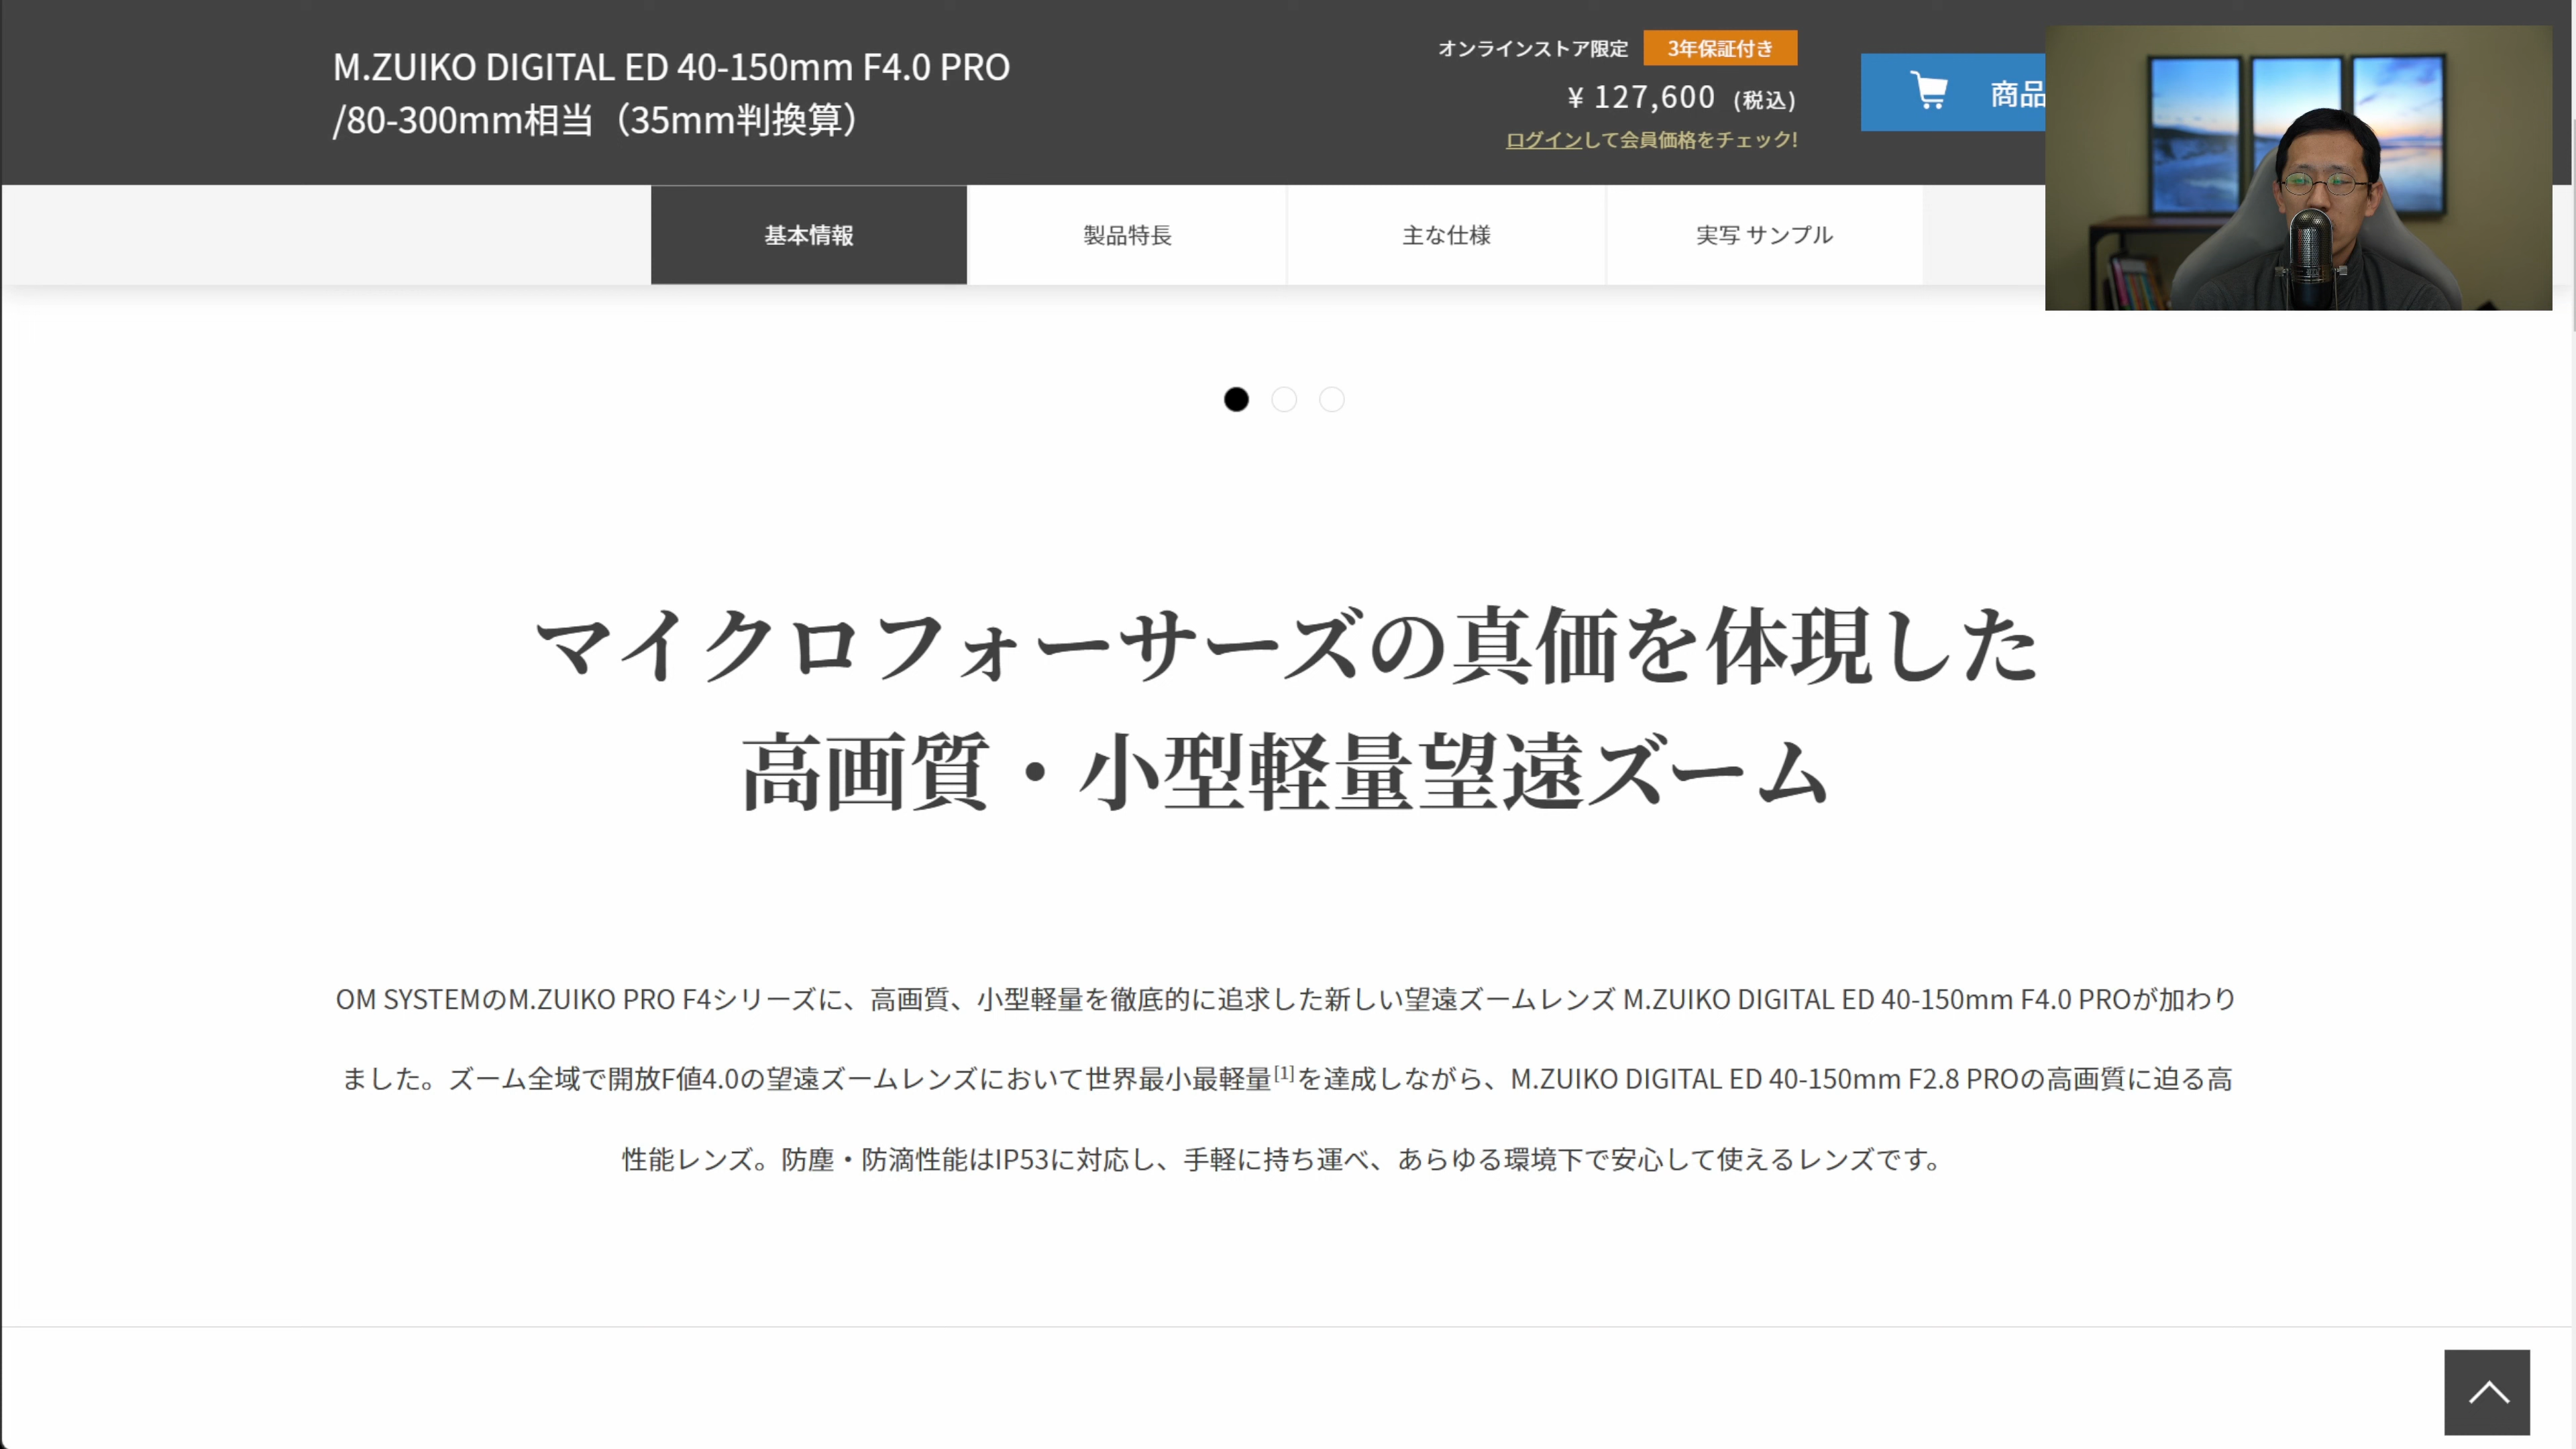 M.ZUIKO DIGITAL ED 40-150mm F4.0 PRO
/80-300mm相当（35mm判換算）
オンラインストア限定 3年保証付き
¥ 127,600 (税込)
ログインして会員価格をチェック!
商品
基本情報 製品特長 主な仕様 実写 サンプル
マイクロフォーサーズの真価を体現した
高画質・小型軽量望遠ズーム
OM SYSTEMのM.ZUIKO PRO F4シリーズに、高画質、小型軽量を徹底的に追求した新しい望遠ズームレンズ M.ZUIKO DIGITAL ED 40-150mm F4.0 PROが加わり
ました。ズーム全域で開放F値4.0の望遠ズームレンズにおいて世界最小最軽量[1]を達成しながら、M.ZUIKO DIGITAL ED 40-150mm F2.8 PROの高画質に迫る高
性能レンズ。防塵・防滴性能はIP53に対応し、手軽に持ち運べ、あらゆる環境下で安心して使えるレンズです。